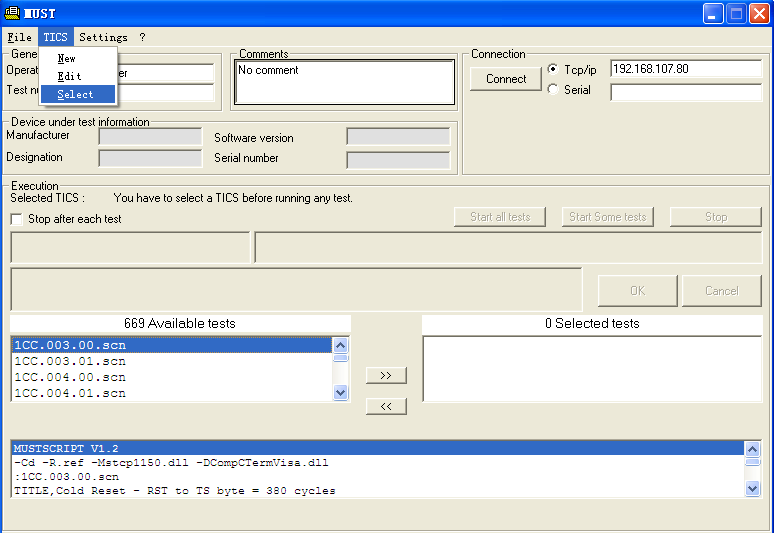 MUST
File TICS Settings ?
New
Edit
Select
Gene
Operat er
Test nu
Comments
No comment
Connection
Connect
Tcp/ip 192.168.107.80
Serial
Device under test information
Manufacturer Software version
Designation Serial number
Execution
Selected TICS : You have to select a TICS before running any test.
Stop after each test Start all tests Start Some tests Stop
OK Cancel
669 Available tests 0 Selected tests
1CC.003.00.scn
1CC.003.01.scn
1CC.004.00.scn
1CC.004.01.scn
>>
<<
MUSTSCRIPT V1.2
-Cd -R.ref -Mstcp1150.dll -DCompCTermVisa.dll
:1CC.003.00.scn
TITLE,Cold Reset - RST to TS byte = 380 cycles